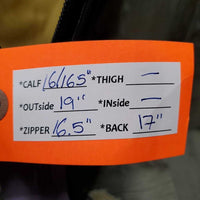 *CALF 16/16.5" *THIGH —
*OUTside 19" *INside —
*ZIPPER 16.5" *BACK 17"